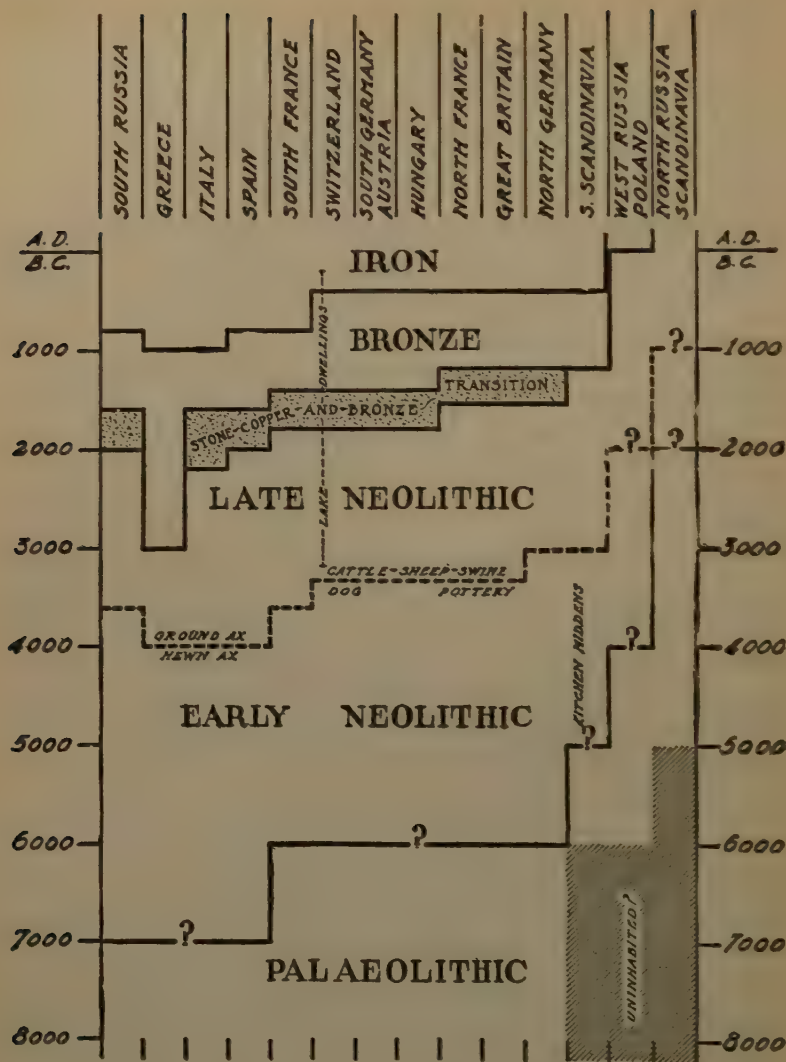 SOUTH RUSSIA
GREECE
ITALY
SPAIN
SOUTH FRANCE
SWITZERLAND
SOUTH GERMANY
AUSTRIA
HUNGARY
NORTH FRANCE
GREAT BRITAIN
NORTH GERMANY
S. SCANDINAVIA
WEST RUSSIA
POLAND
NORTH RUSSIA
SCANDINAVIA
A.D.
B.C.
IRON
A.D.
B.C.
BRONZE
1000
?
1000
TRANSITION
STONE-COPPER-AND-BRONZE
LAKE DWELLINGS
2000
?
?
2000
LATE NEOLITHIC
3000
3000
CATTLE-SHEEP-SWINE
DOG POTTERY
GROUND AX
HEWN AX
KITCHEN MIDDENS
4000
?
4000
EARLY NEOLITHIC
5000
?
5000
6000
?
6000
7000
?
7000
PALAEOLITHIC
UNINHABITED?
8000
8000